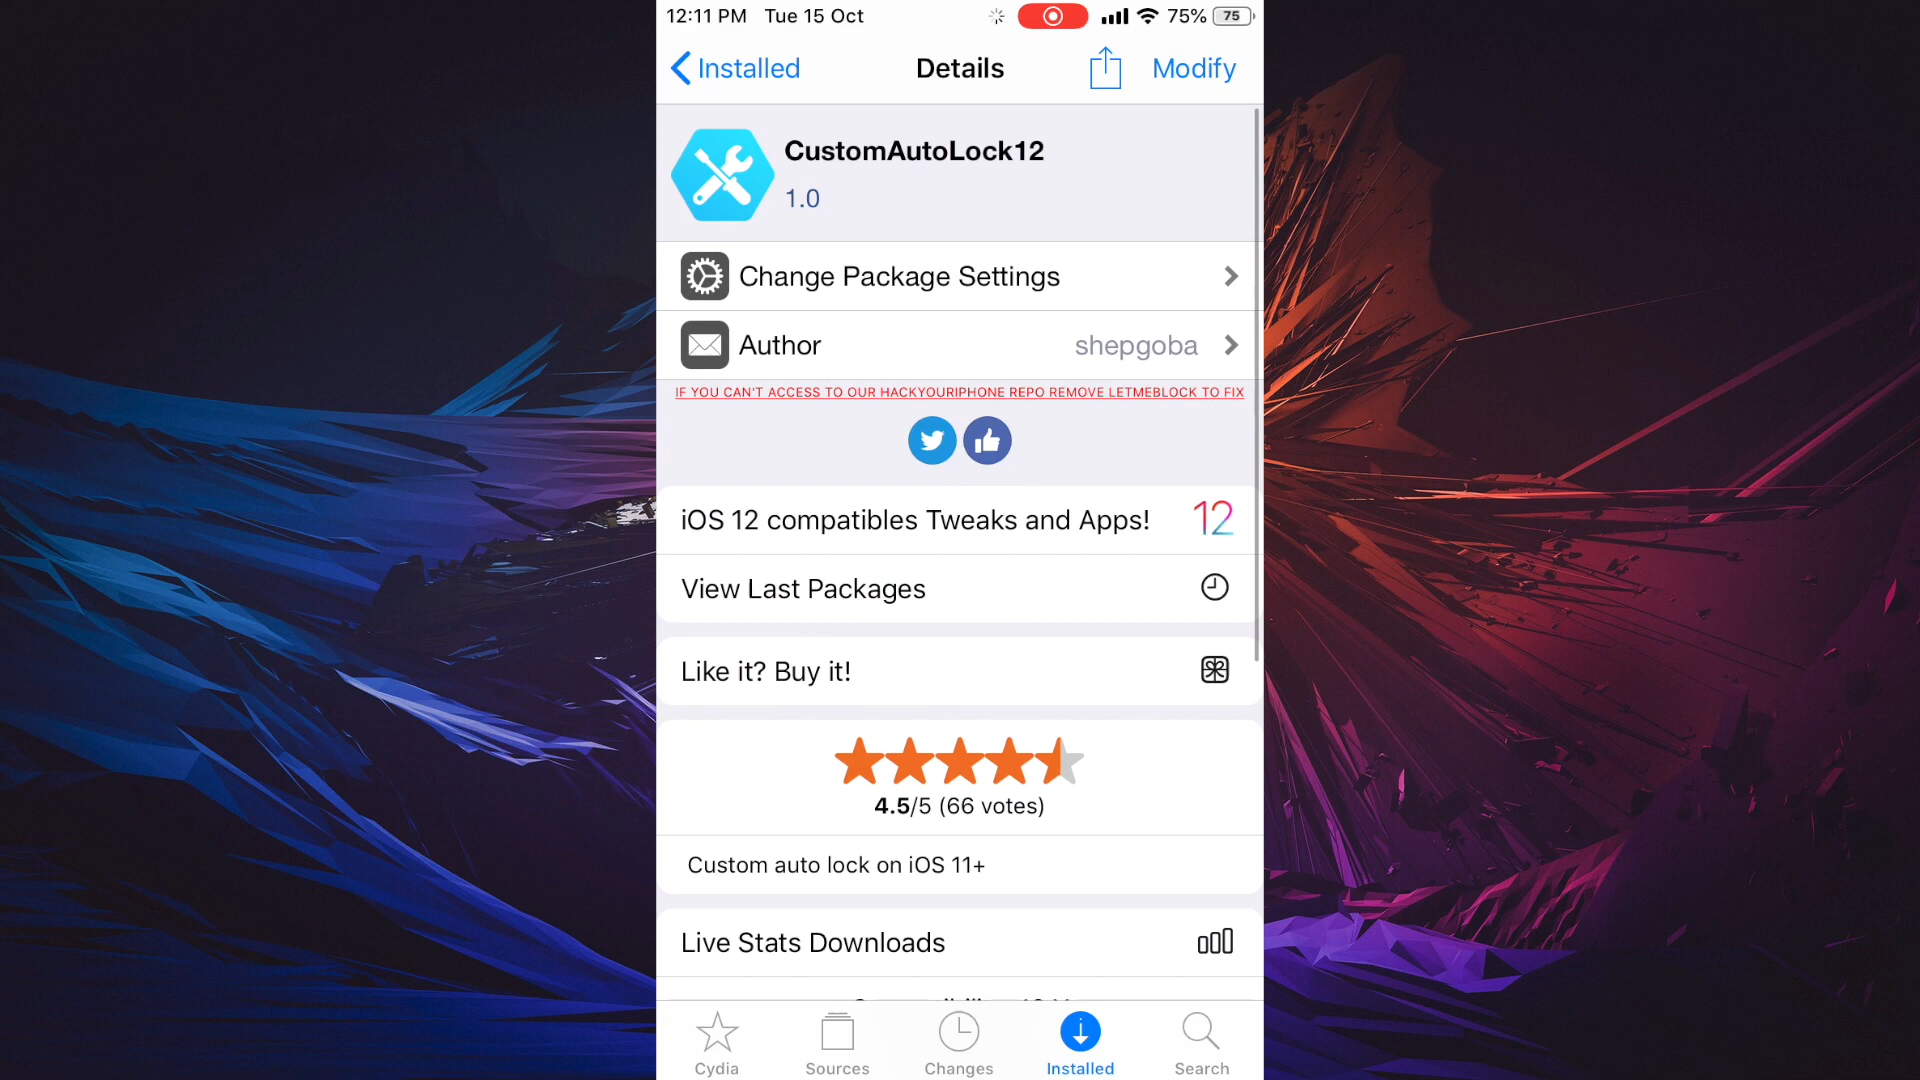 12:11 PM Tue 15 Oct 75% 75
Installed Details Modify
CustomAutoLock12
1.0
Change Package Settings
Author shepgoba
IF YOU CAN'T ACCESS TO OUR HACKYOURIPHONE REPO REMOVE LETMEBLOCK TO FIX
iOS 12 compatibles Tweaks and Apps! 12
View Last Packages
Like it? Buy it!
4.5/5 (66 votes)
Custom auto lock on iOS 11+
Live Stats Downloads
Cydia Sources Changes Installed Search